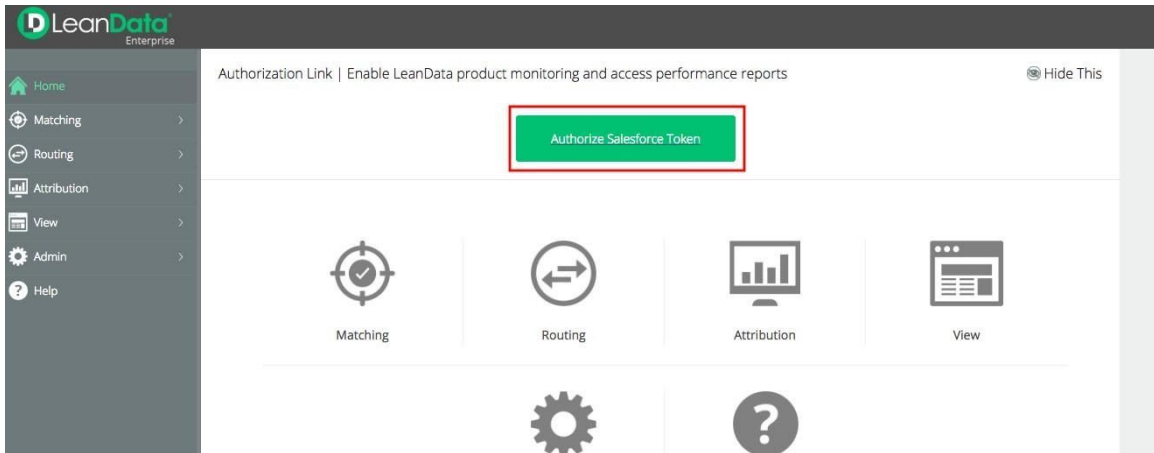 LeanData
Enterprise
Home
Matching
Routing
Attribution
View
Admin
Help
Authorization Link | Enable LeanData product monitoring and access performance reports
Hide This
Authorize Salesforce Token
Matching
Routing
Attribution
View